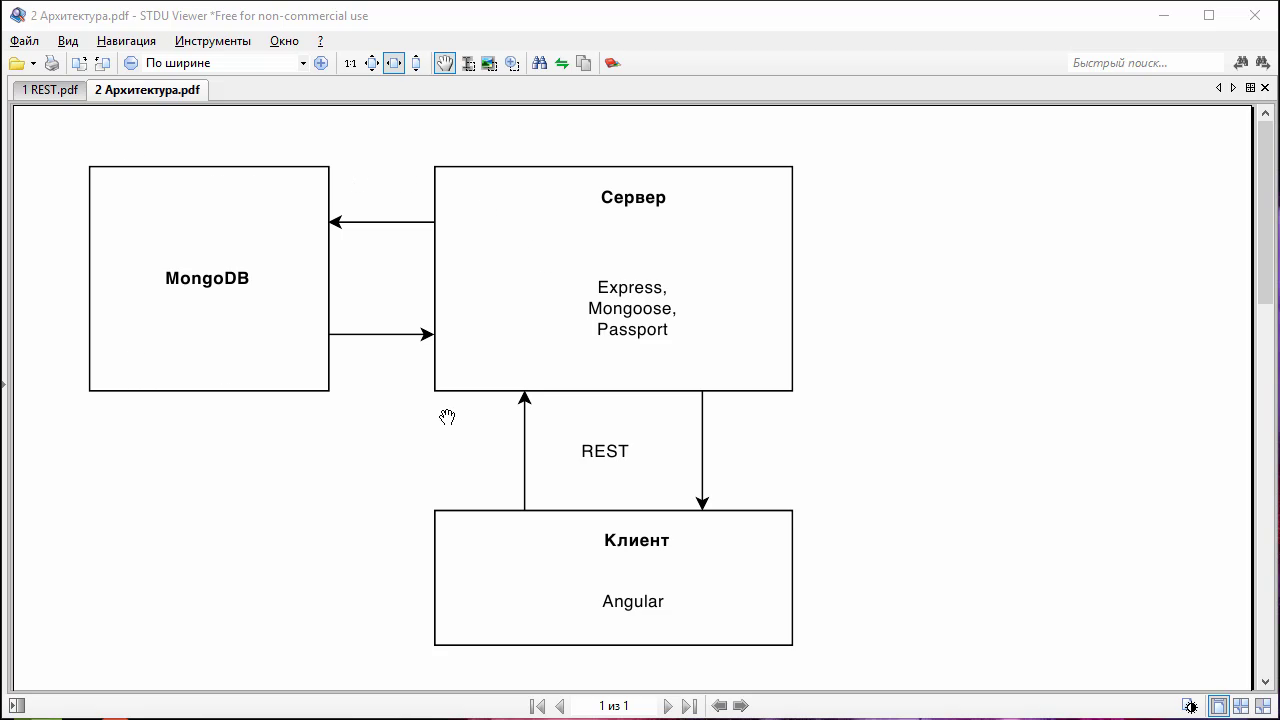 2 Архитектура.pdf - STDU Viewer *Free for non-commercial use
Файл Вид Навигация Инструменты Окно ?
По ширине 1:1 Быстрый поиск...
1 REST.pdf 2 Архитектура.pdf
MongoDB
Сервер
Express,
Mongoose,
Passport
REST
Клиент
Angular
1 из 1